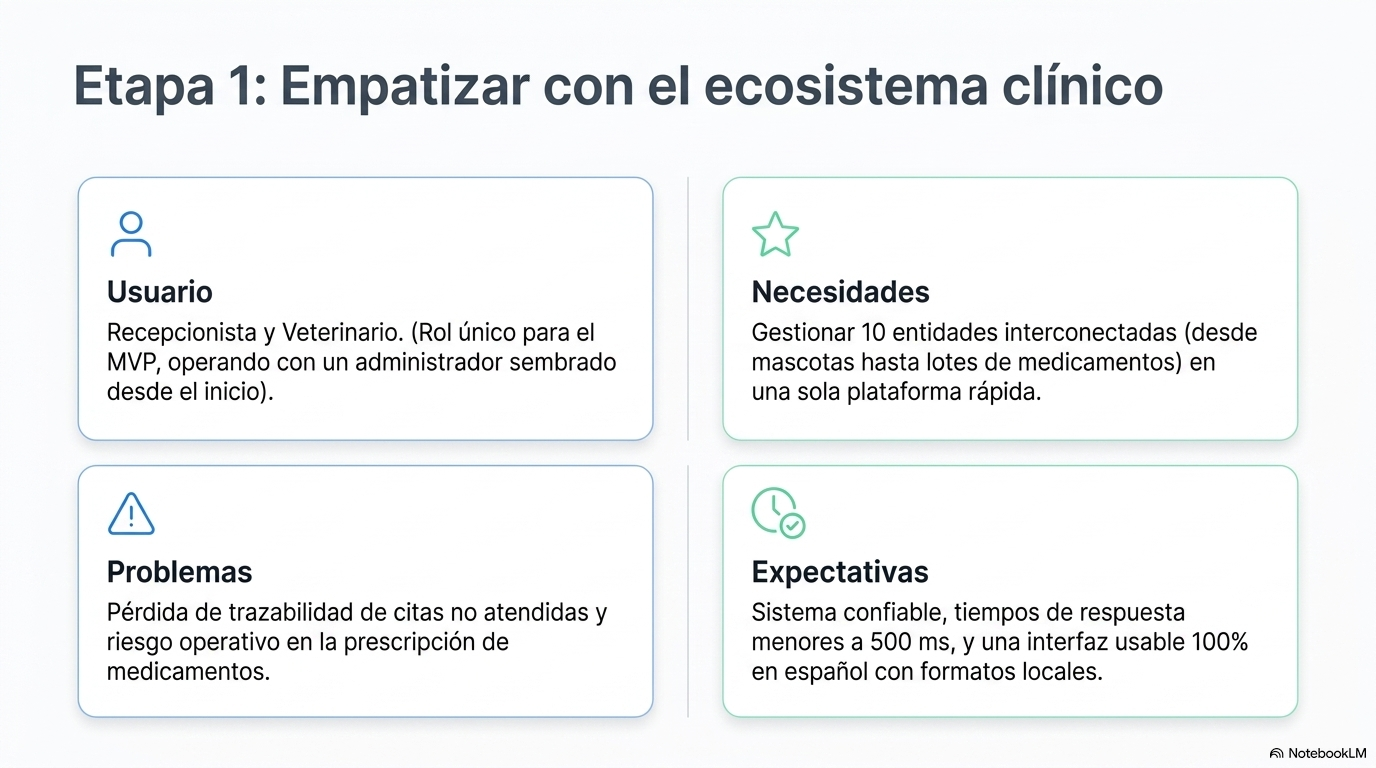 Etapa 1: Empatizar con el ecosistema clínico
Usuario
Recepcionista y Veterinario. (Rol único para el
MVP, operando con un administrador sembrado
desde el inicio).
Necesidades
Gestionar 10 entidades interconectadas (desde
mascotas hasta lotes de medicamentos) en
una sola plataforma rápida.
Problemas
Pérdida de trazabilidad de citas no atendidas y
riesgo operativo en la prescripción de
medicamentos.
Expectativas
Sistema confiable, tiempos de respuesta
menores a 500 ms, y una interfaz usable 100%
en español con formatos locales.
NotebookLM